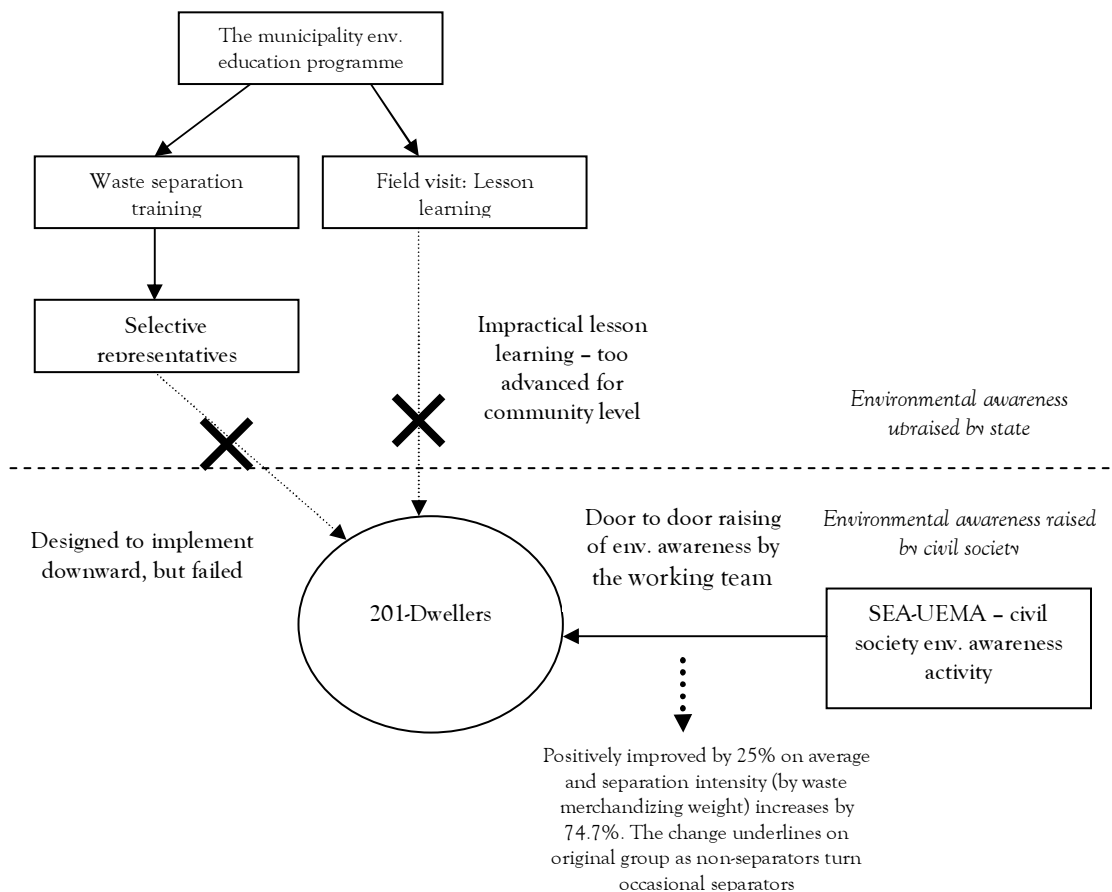 The municipality env.
education programme
Waste separation
training
Field visit: Lesson
learning
Selective
representatives
Impractical lesson
learning – too
advanced for
community level
Environmental awareness
upraised by state
Designed to implement
downward, but failed
Door to door raising
of env. awareness by
the working team
Environmental awareness raised
by civil society
201-Dwellers
SEA-UEMA – civil
society env. awareness
activity
Positively improved by 25% on average
and separation intensity (by waste
merchandizing weight) increases by
74.7%. The change underlines on
original group as non-separators turn
occasional separators